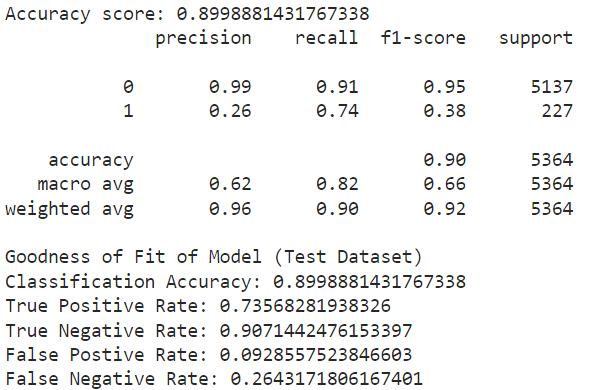 Accuracy score: 0.8998881431767338
precision recall f1-score support
0 0.99 0.91 0.95 5137
1 0.26 0.74 0.38 227
accuracy 0.90 5364
macro avg 0.62 0.82 0.66 5364
weighted avg 0.96 0.90 0.92 5364
Goodness of Fit of Model (Test Dataset)
Classification Accuracy: 0.8998881431767338
True Positive Rate: 0.73568281938326
True Negative Rate: 0.9071442476153397
False Postive Rate: 0.0928557523846603
False Negative Rate: 0.2643171806167401